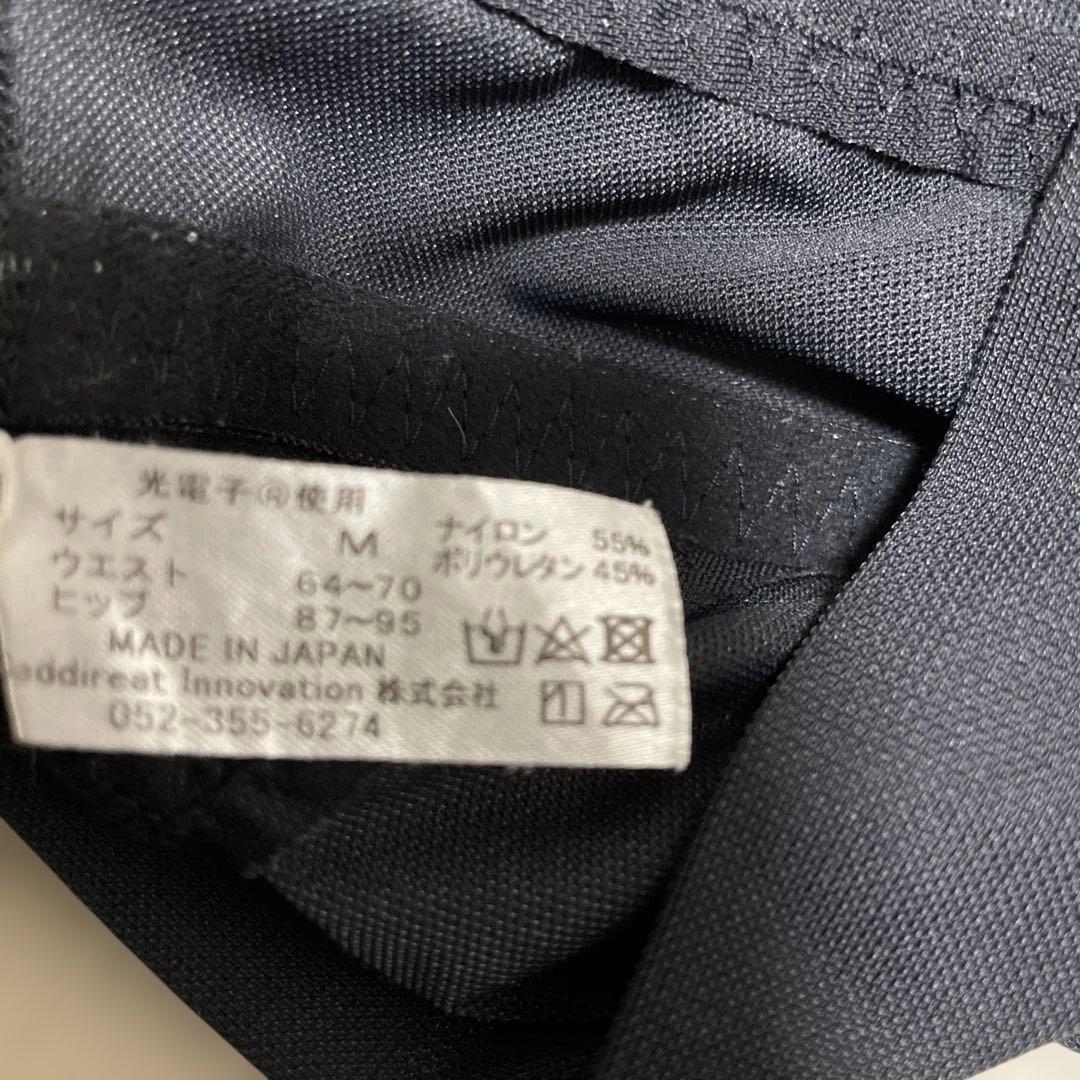 光電子®使用
サイズ M
ウエスト 64～70
ヒップ 87～95
MADE IN JAPAN
addireat Innovation 株式会社
052-355-6274
ナイロン 55%
ポリウレタン 45%